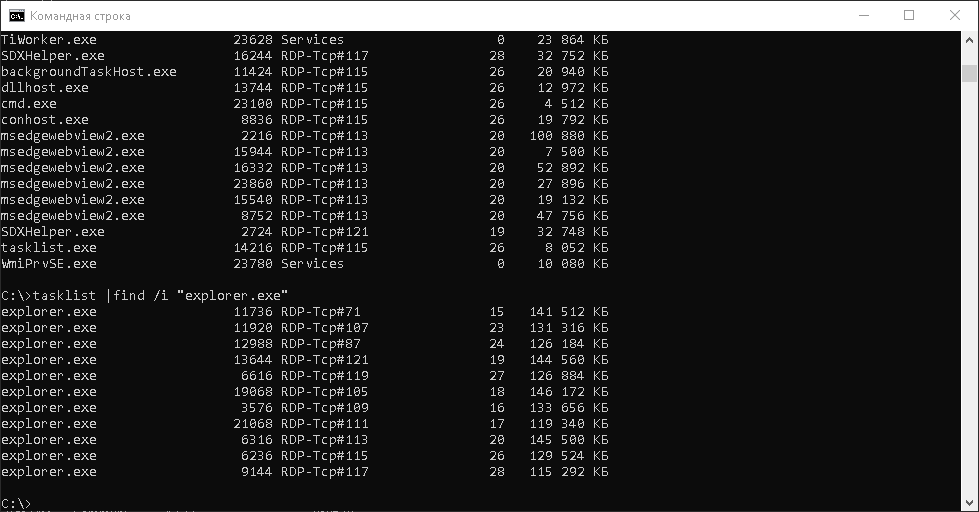 Командная строка
TiWorker.exe 23628 Services 0 23 864 КБ
SDXHelper.exe 16244 RDP-Tcp#117 28 32 752 КБ
backgroundTaskHost.exe 11424 RDP-Tcp#115 26 20 940 КБ
dllhost.exe 13744 RDP-Tcp#115 26 12 972 КБ
cmd.exe 23100 RDP-Tcp#115 26 4 512 КБ
conhost.exe 8836 RDP-Tcp#115 26 19 792 КБ
msedgewebview2.exe 2216 RDP-Tcp#113 20 100 880 КБ
msedgewebview2.exe 15944 RDP-Tcp#113 20 7 500 КБ
msedgewebview2.exe 16332 RDP-Tcp#113 20 52 892 КБ
msedgewebview2.exe 23860 RDP-Tcp#113 20 27 896 КБ
msedgewebview2.exe 15540 RDP-Tcp#113 20 19 132 КБ
msedgewebview2.exe 8752 RDP-Tcp#113 20 47 756 КБ
SDXHelper.exe 2724 RDP-Tcp#121 19 32 748 КБ
tasklist.exe 14216 RDP-Tcp#115 26 8 052 КБ
WmiPrvSE.exe 23780 Services 0 10 080 КБ
C:\>tasklist |find /i "explorer.exe"
explorer.exe 11736 RDP-Tcp#71 15 141 512 КБ
explorer.exe 11920 RDP-Tcp#107 23 131 316 КБ
explorer.exe 12988 RDP-Tcp#87 24 126 184 КБ
explorer.exe 13644 RDP-Tcp#121 19 144 560 КБ
explorer.exe 6616 RDP-Tcp#119 27 126 884 КБ
explorer.exe 19068 RDP-Tcp#105 18 146 172 КБ
explorer.exe 3576 RDP-Tcp#109 16 133 656 КБ
explorer.exe 21068 RDP-Tcp#111 17 119 340 КБ
explorer.exe 6316 RDP-Tcp#113 20 145 500 КБ
explorer.exe 6236 RDP-Tcp#115 26 129 524 КБ
explorer.exe 9144 RDP-Tcp#117 28 115 292 КБ
C:\>